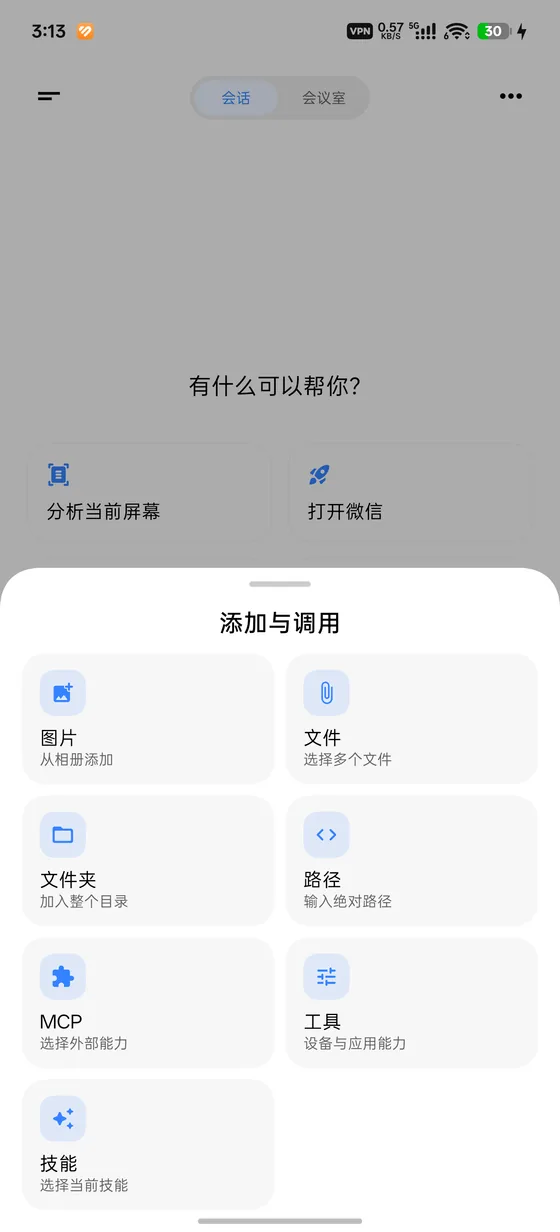 3:13
VPN 0.57 KB/S 5G 6 30
会话 会议室
有什么可以帮你?
分析当前屏幕 打开微信
添加与调用
图片 文件
从相册添加 选择多个文件
文件夹 路径
加入整个目录 输入绝对路径
MCP 工具
选择外部能力 设备与应用能力
技能
选择当前技能